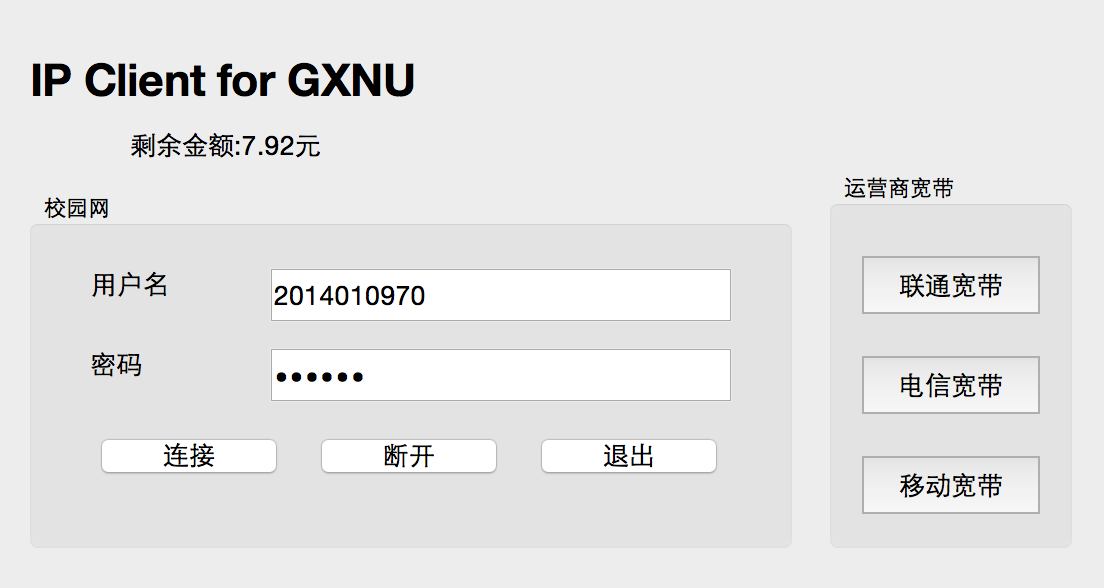 IP Client for GXNU
剩余金额:7.92元
校园网
用户名
2014010970
密码
••••••
连接
断开
退出
运营商宽带
联通宽带
电信宽带
移动宽带